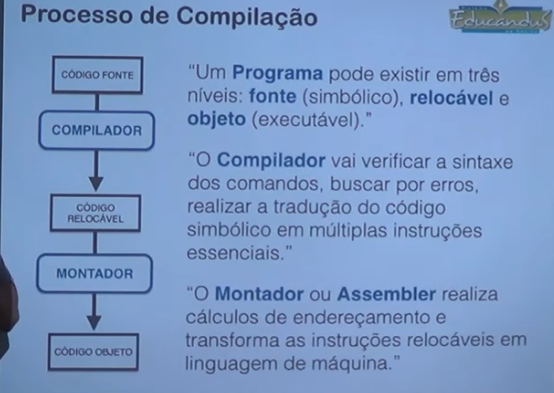 Processo de Compilação
Educandus
CÓDIGO FONTE
COMPILADOR
CÓDIGO
RELOCÁVEL
MONTADOR
CÓDIGO OBJETO
“Um Programa pode existir em três
níveis: fonte (simbólico), relocável e
objeto (executável).”
“O Compilador vai verificar a sintaxe
dos comandos, buscar por erros,
realizar a tradução do código
simbólico em múltiplas instruções
essenciais.”
“O Montador ou Assembler realiza
cálculos de endereçamento e
transforma as instruções relocáveis em
linguagem de máquina.”